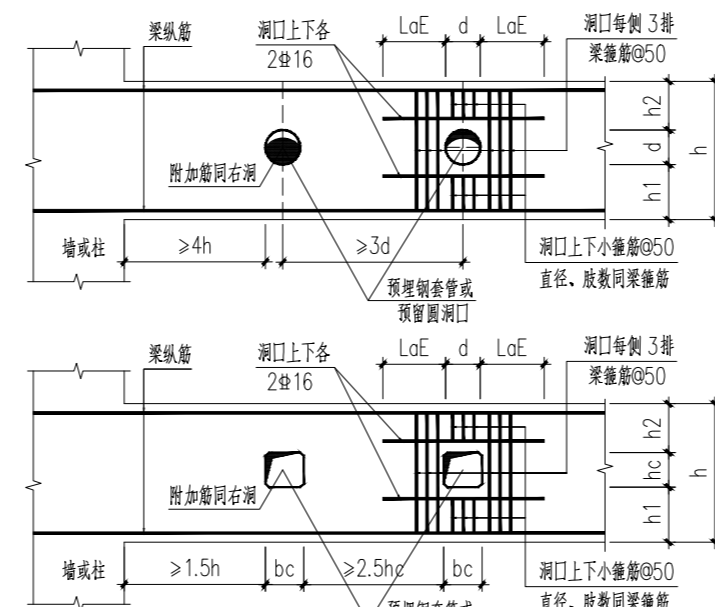 梁纵筋
洞口上下各
2Φ16
LaE d LaE
洞口每侧 3排
梁箍筋@50
h2
d
h
h1
附加筋同右洞
墙或柱
≥4h
≥3d
洞口上下小箍筋@50
直径、肢数同梁箍筋
预埋钢套管或
预留圆洞口
梁纵筋
洞口上下各
2Φ16
LaE d LaE
洞口每侧 3排
梁箍筋@50
h2
hc
h
h1
附加筋同右洞
墙或柱
≥1.5h
bc
≥2.5hc
bc
洞口上下小箍筋@50
直径、肢数同梁箍筋
预埋钢套管或